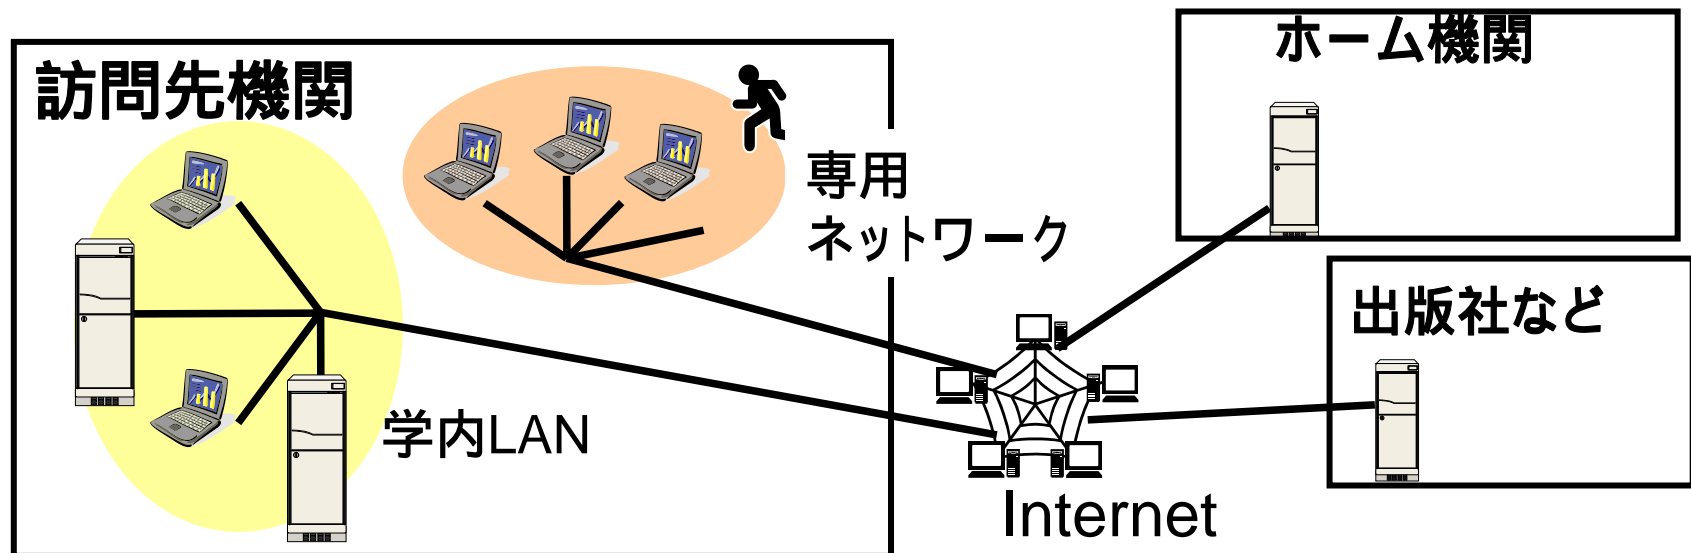 訪問先機関
専用
ネットワーク
学内LAN
Internet
ホーム機関
出版社など